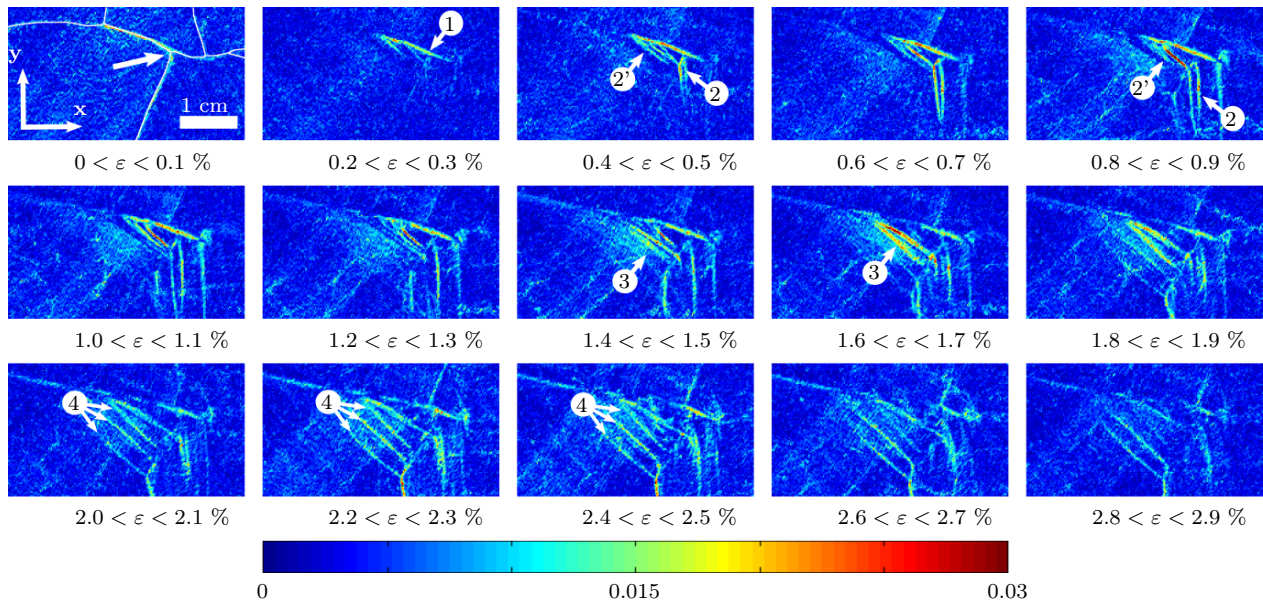 y
x
1 cm
1
2'
2
2'
2
0 < ε < 0.1 %
0.2 < ε < 0.3 %
0.4 < ε < 0.5 %
0.6 < ε < 0.7 %
0.8 < ε < 0.9 %
3
3
1.0 < ε < 1.1 %
1.2 < ε < 1.3 %
1.4 < ε < 1.5 %
1.6 < ε < 1.7 %
1.8 < ε < 1.9 %
4
4
4
2.0 < ε < 2.1 %
2.2 < ε < 2.3 %
2.4 < ε < 2.5 %
2.6 < ε < 2.7 %
2.8 < ε < 2.9 %
0
0.015
0.03